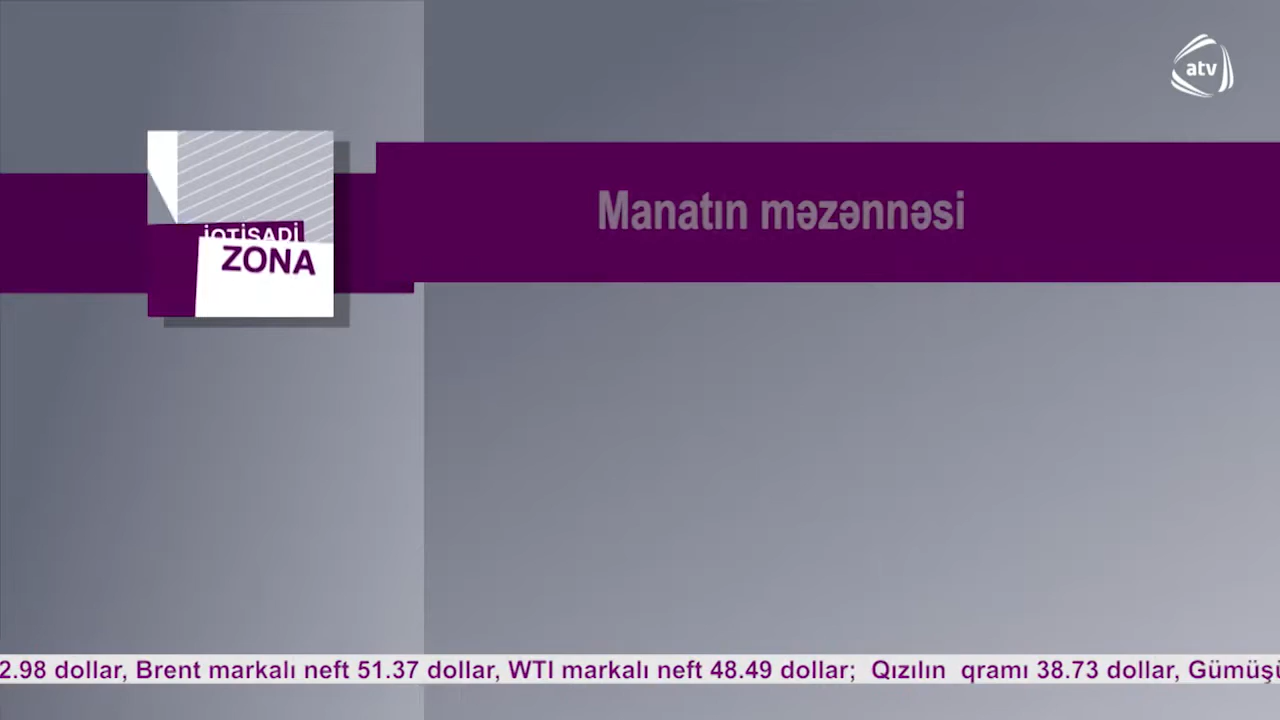 atv
Manatın məzənnəsi
İQTİSADİ
ZONA
2.98 dollar, Brent markalı neft 51.37 dollar, WTI markalı neft 48.49 dollar; Qızılın qramı 38.73 dollar,